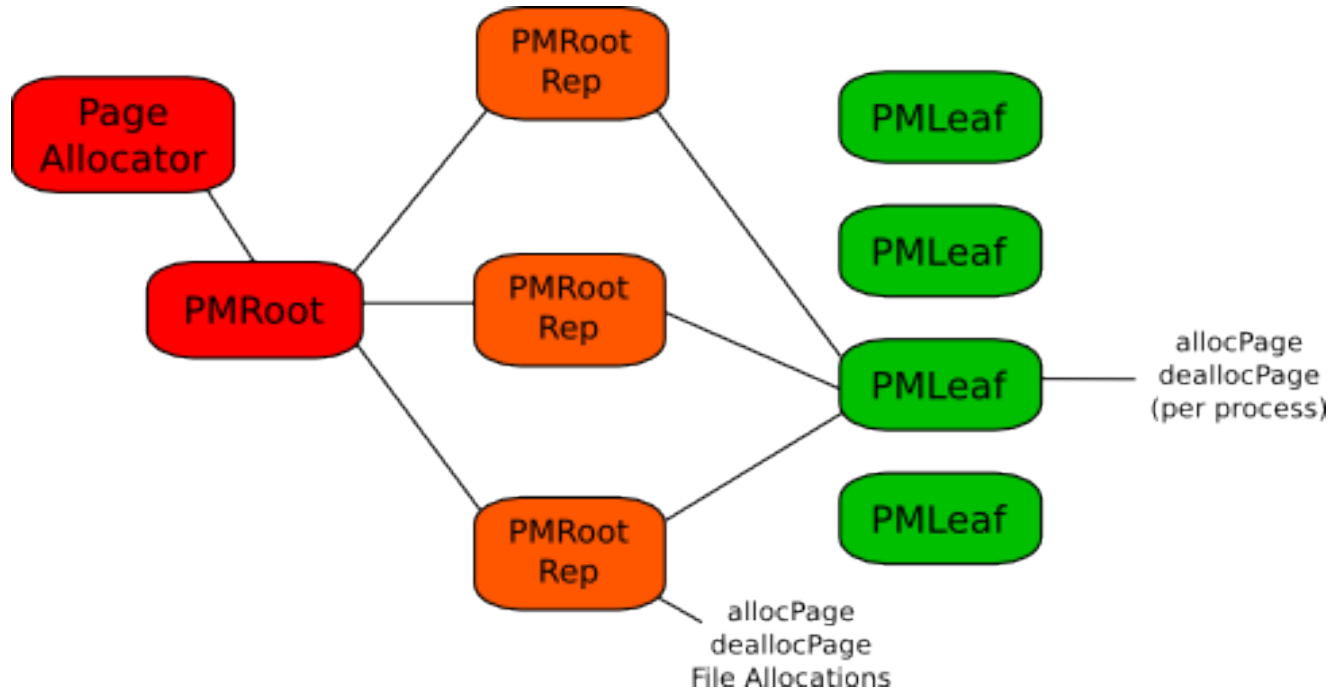 PMRoot
Rep
Page
Allocator
PMLeaf
PMLeaf
PMRoot
PMRoot
Rep
PMLeaf
allocPage
deallocPage
(per process)
PMLeaf
PMRoot
Rep
allocPage
deallocPage
File Allocations